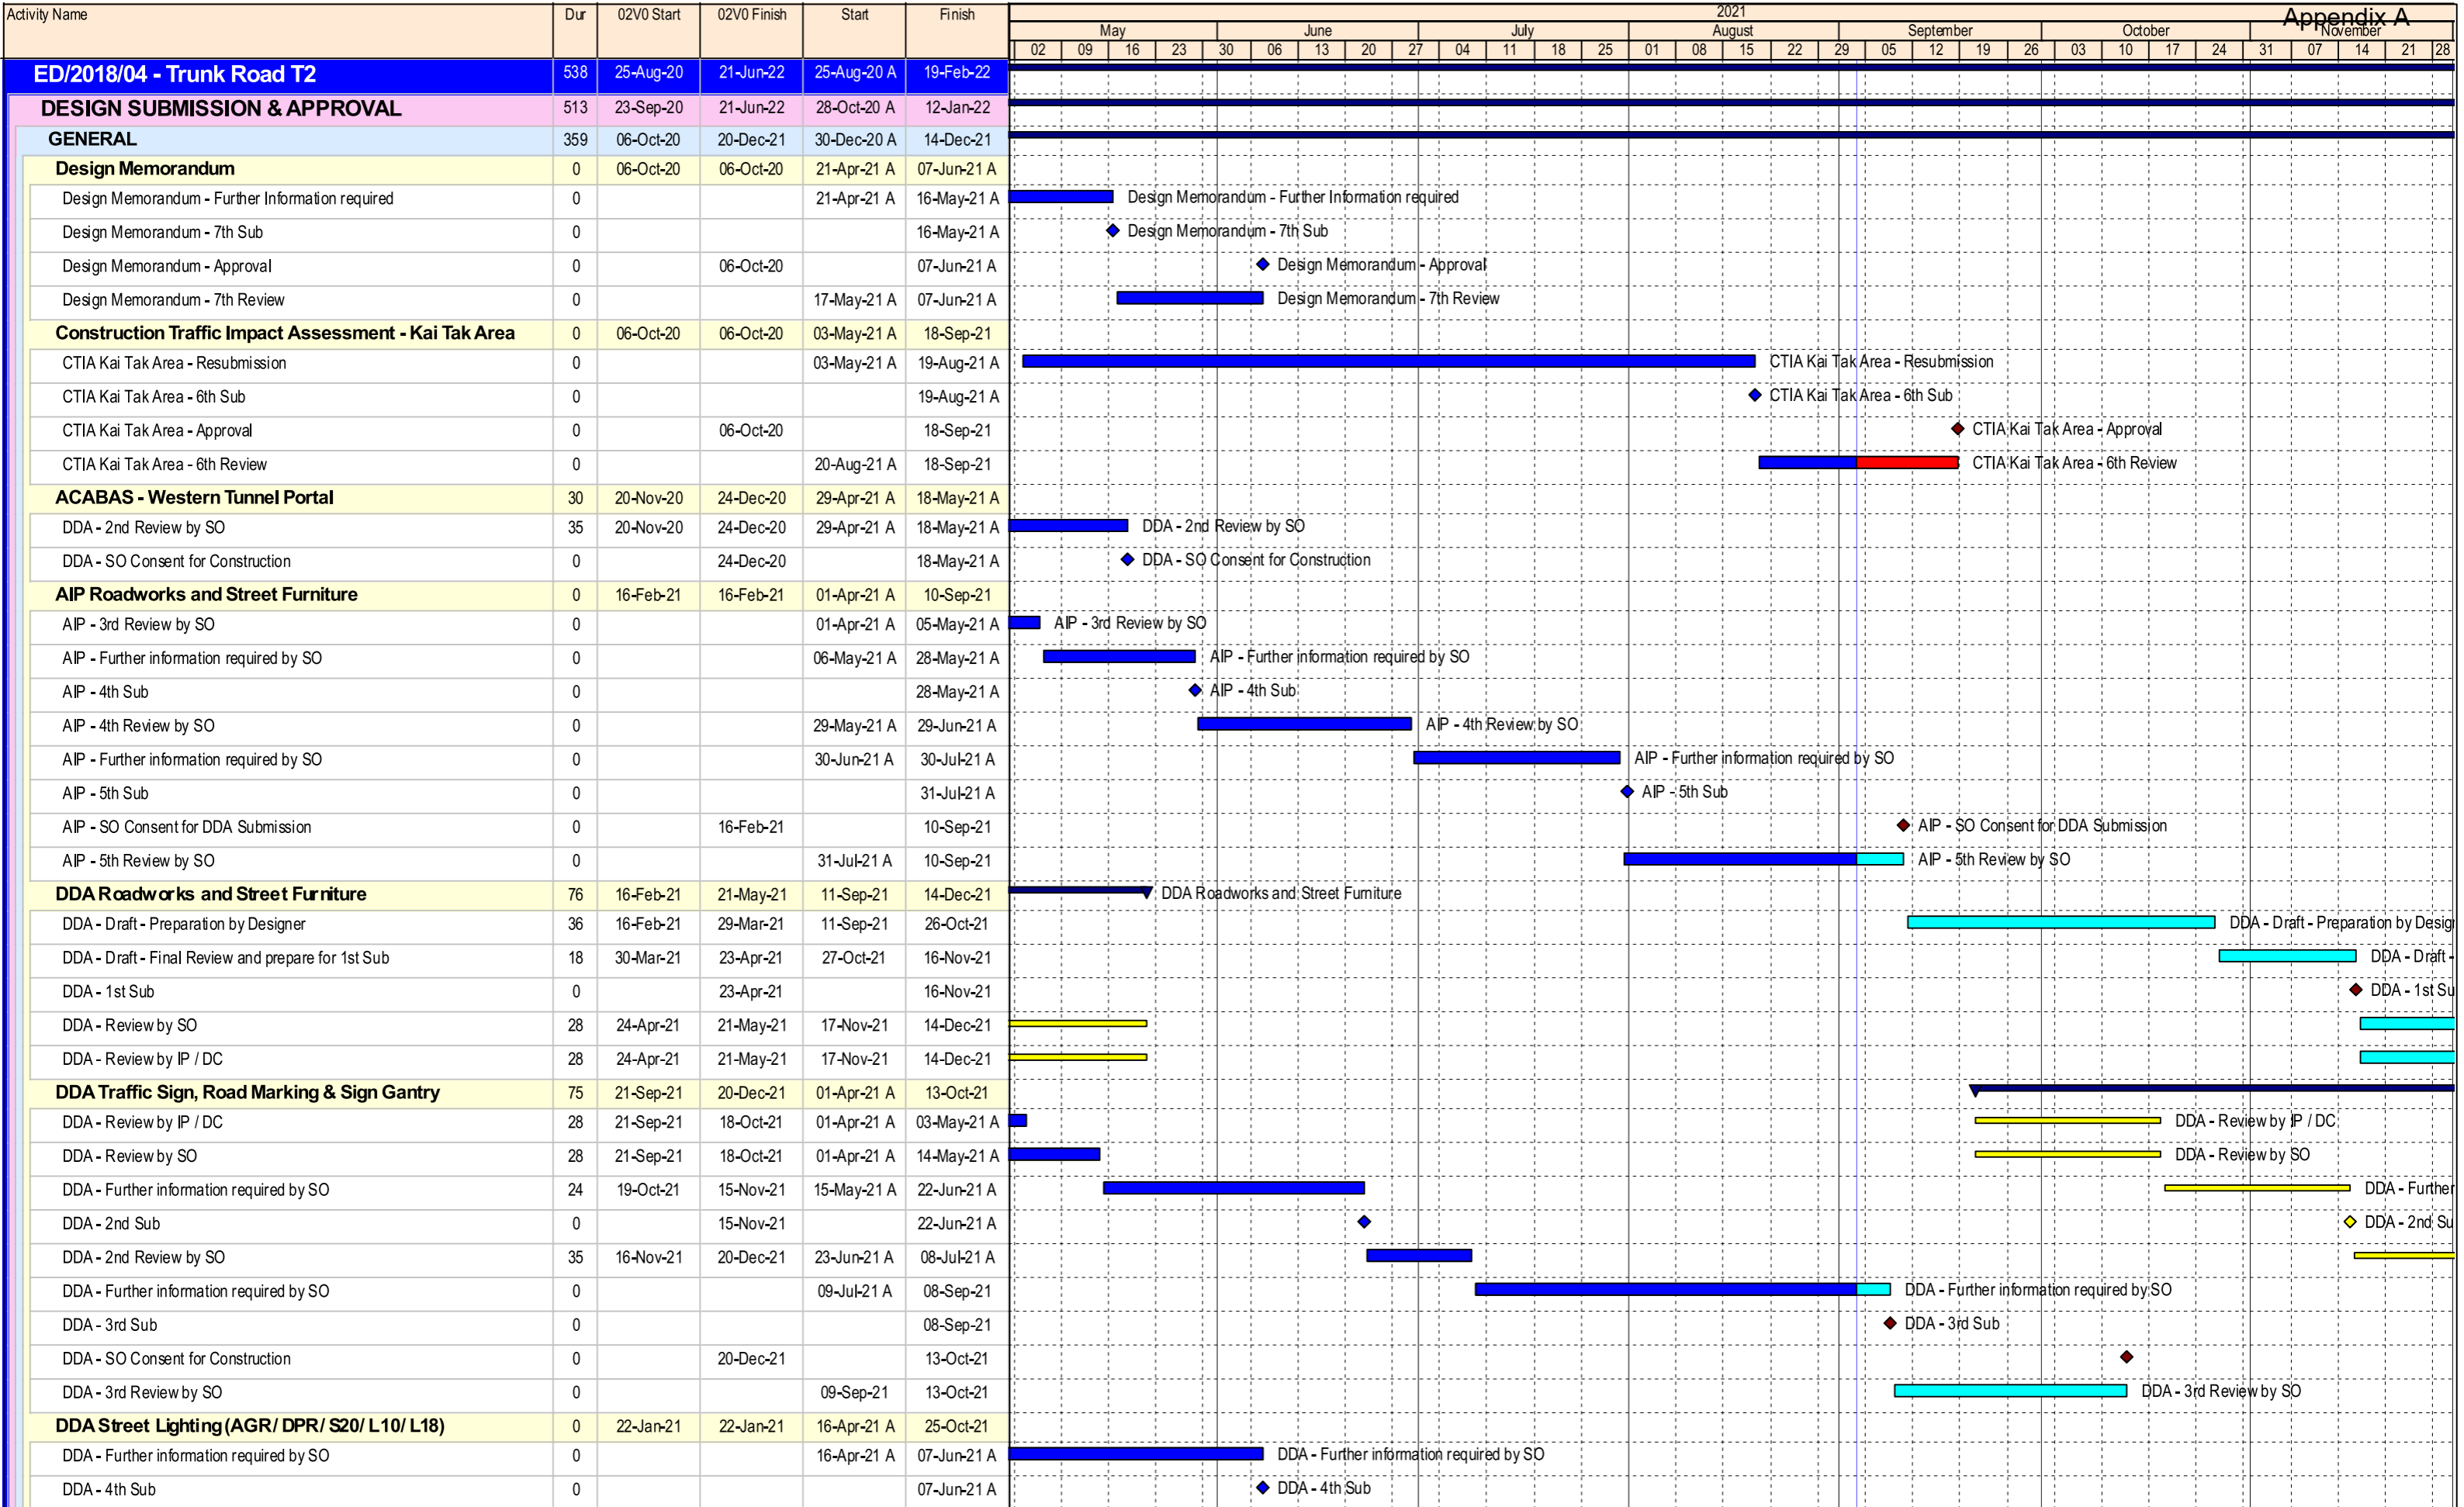 Activity Name Dur 02V0 Start 02V0 Finish Start Finish 2021 Appendix A
May June July August September October November
02 09 16 23 30 06 13 20 27 04 11 18 25 01 08 15 22 29 05 12 19 26 03 10 17 24 31 07 14 21 28
ED/2018/04 - Trunk Road T2 538 25-Aug-20 21-Jun-22 25-Aug-20 A 19-Feb-22
DESIGN SUBMISSION & APPROVAL 513 23-Sep-20 21-Jun-22 28-Oct-20 A 12-Jan-22
GENERAL 359 06-Oct-20 20-Dec-21 30-Dec-20 A 14-Dec-21
Design Memorandum 0 06-Oct-20 06-Oct-20 21-Apr-21 A 07-Jun-21 A
Design Memorandum - Further Information required 0 21-Apr-21 A 16-May-21 A Design Memorandum - Further Information required
Design Memorandum - 7th Sub 0 16-May-21 A Design Memorandum - 7th Sub
Design Memorandum - Approval 0 06-Oct-20 07-Jun-21 A Design Memorandum - Approval
Design Memorandum - 7th Review 0 17-May-21 A 07-Jun-21 A Design Memorandum - 7th Review
Construction Traffic Impact Assessment - Kai Tak Area 0 06-Oct-20 06-Oct-20 03-May-21 A 18-Sep-21
CTIA Kai Tak Area - Resubmission 0 03-May-21 A 19-Aug-21 A CTIA Kai Tak Area - Resubmission
CTIA Kai Tak Area - 6th Sub 0 19-Aug-21 A CTIA Kai Tak Area - 6th Sub
CTIA Kai Tak Area - Approval 0 06-Oct-20 18-Sep-21 CTIA Kai Tak Area - Approval
CTIA Kai Tak Area - 6th Review 0 20-Aug-21 A 18-Sep-21 CTIA Kai Tak Area - 6th Review
ACABAS - Western Tunnel Portal 30 20-Nov-20 24-Dec-20 29-Apr-21 A 18-May-21 A
DDA - 2nd Review by SO 35 20-Nov-20 24-Dec-20 29-Apr-21 A 18-May-21 A DDA - 2nd Review by SO
DDA - SO Consent for Construction 0 24-Dec-20 18-May-21 A DDA - SO Consent for Construction
AIP Roadworks and Street Furniture 0 16-Feb-21 16-Feb-21 01-Apr-21 A 10-Sep-21
AIP - 3rd Review by SO 0 01-Apr-21 A 05-May-21 A AIP - 3rd Review by SO
AIP - Further information required by SO 0 06-May-21 A 28-May-21 A AIP - Further information required by SO
AIP - 4th Sub 0 28-May-21 A AIP - 4th Sub
AIP - 4th Review by SO 0 29-May-21 A 29-Jun-21 A AIP - 4th Review by SO
AIP - Further information required by SO 0 30-Jun-21 A 30-Jul-21 A AIP - Further information required by SO
AIP - 5th Sub 0 31-Jul-21 A AIP - 5th Sub
AIP - SO Consent for DDA Submission 0 16-Feb-21 10-Sep-21 AIP - SO Consent for DDA Submission
AIP - 5th Review by SO 0 31-Jul-21 A 10-Sep-21 AIP - 5th Review by SO
DDA Roadworks and Street Furniture 76 16-Feb-21 21-May-21 11-Sep-21 14-Dec-21 DDA Roadworks and Street Furniture
DDA - Draft - Preparation by Designer 36 16-Feb-21 29-Mar-21 11-Sep-21 26-Oct-21 DDA - Draft - Preparation by Desig
DDA - Draft - Final Review and prepare for 1st Sub 18 30-Mar-21 23-Apr-21 27-Oct-21 16-Nov-21 DDA - Draft -
DDA - 1st Sub 0 23-Apr-21 16-Nov-21 DDA - 1st Su
DDA - Review by SO 28 24-Apr-21 21-May-21 17-Nov-21 14-Dec-21
DDA - Review by IP / DC 28 24-Apr-21 21-May-21 17-Nov-21 14-Dec-21
DDA Traffic Sign, Road Marking & Sign Gantry 75 21-Sep-21 20-Dec-21 01-Apr-21 A 13-Oct-21
DDA - Review by IP / DC 28 21-Sep-21 18-Oct-21 01-Apr-21 A 03-May-21 A DDA - Review by IP / DC
DDA - Review by SO 28 21-Sep-21 18-Oct-21 01-Apr-21 A 14-May-21 A DDA - Review by SO
DDA - Further information required by SO 24 19-Oct-21 15-Nov-21 15-May-21 A 22-Jun-21 A DDA - Further
DDA - 2nd Sub 0 15-Nov-21 22-Jun-21 A DDA - 2nd Su
DDA - 2nd Review by SO 35 16-Nov-21 20-Dec-21 23-Jun-21 A 08-Jul-21 A
DDA - Further information required by SO 0 09-Jul-21 A 08-Sep-21 DDA - Further information required by SO
DDA - 3rd Sub 0 08-Sep-21 DDA - 3rd Sub
DDA - SO Consent for Construction 0 20-Dec-21 13-Oct-21
DDA - 3rd Review by SO 0 09-Sep-21 13-Oct-21 DDA - 3rd Review by SO
DDA Street Lighting (AGR/ DPR/ S20/ L10/ L18) 0 22-Jan-21 22-Jan-21 16-Apr-21 A 25-Oct-21
DDA - Further information required by SO 0 16-Apr-21 A 07-Jun-21 A DDA - Further information required by SO
DDA - 4th Sub 0 07-Jun-21 A DDA - 4th Sub